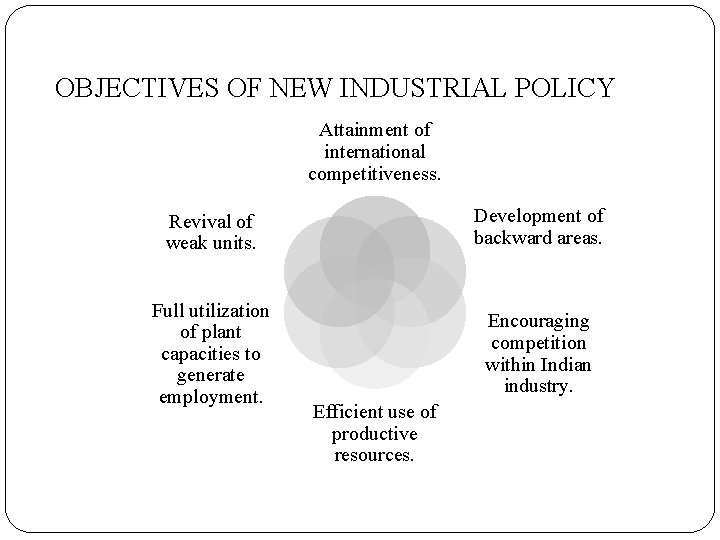 OBJECTIVES OF NEW INDUSTRIAL POLICY
Attainment of
international
competitiveness.
Development of
backward areas.
Encouraging
competition
within Indian
industry.
Efficient use of
productive
resources.
Full utilization
of plant
capacities to
generate
employment.
Revival of
weak units.